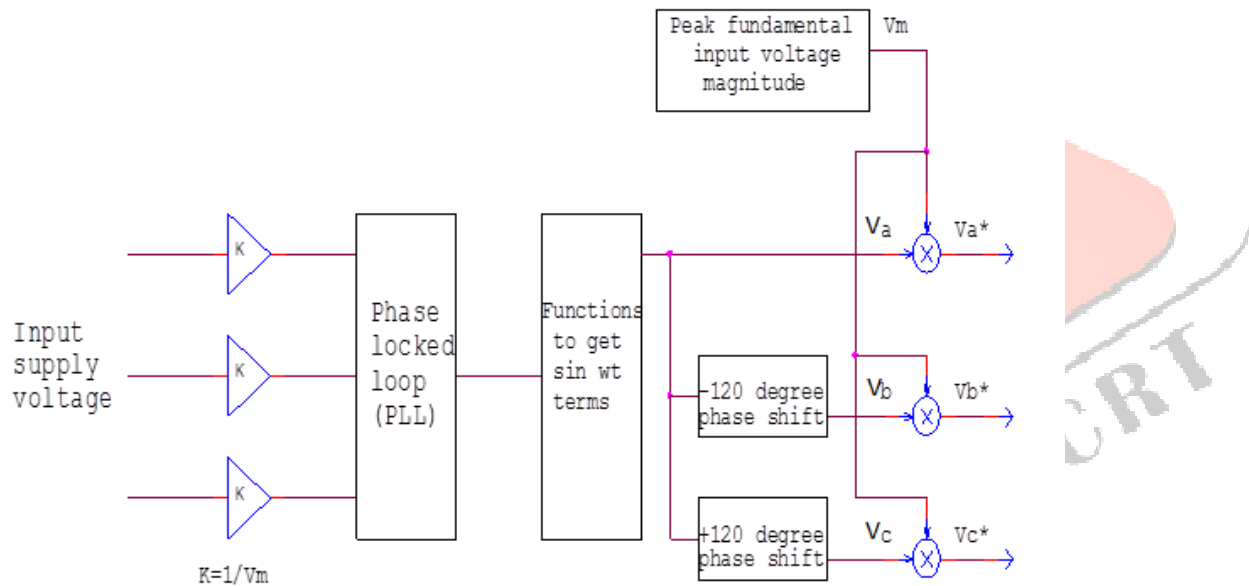 Peak fundamental
input voltage
magnitude
Vm
Input
supply
voltage
K
K
K
K=1/Vm
Phase
locked
loop
(PLL)
Functions
to get
sin wt
terms
Va
X
Va*
-120 degree
phase shift
Vb
X
Vb*
+120 degree
phase shift
Vc
X
Vc*
CRT